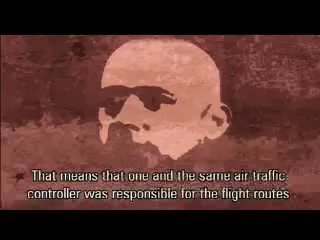 That means that one and the same air traffic
controller was responsible for the flight routes